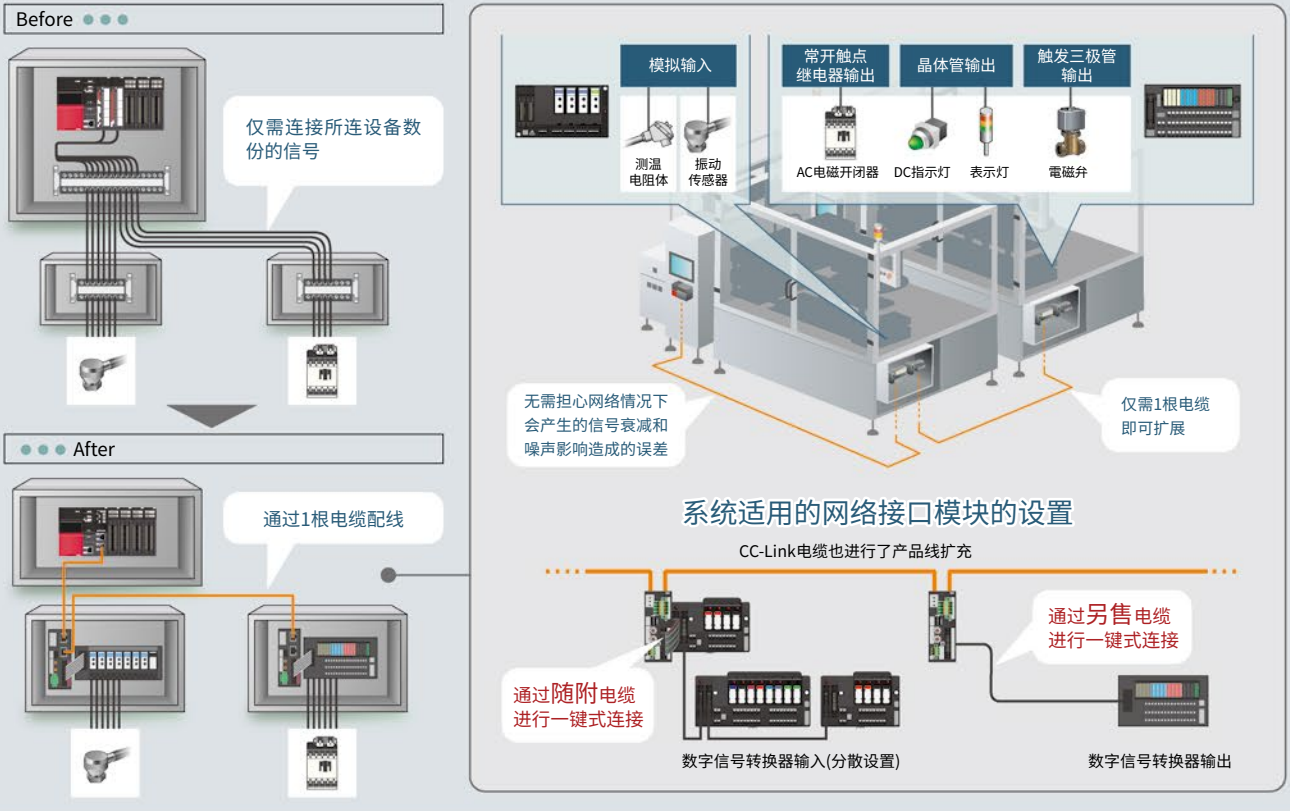 Before
仅需连接所连设备数
份的信号
After
通过1根电缆配线
模拟输入
测温
电阻体
振动
传感器
常开触点
继电器输出
晶体管输出
触发三极管
输出
AC电磁开闭器
DC指示灯
表示灯
電磁弁
无需担心网络情况下
会产生的信号衰减和
噪声影响造成的误差
仅需1根电缆
即可扩展
系统适用的网络接口模块的设置
CC-Link电缆也进行了产品线扩充
通过随附电缆
进行一键式连接
通过另售电缆
进行一键式连接
数字信号转换器输入(分散设置)
数字信号转换器输出